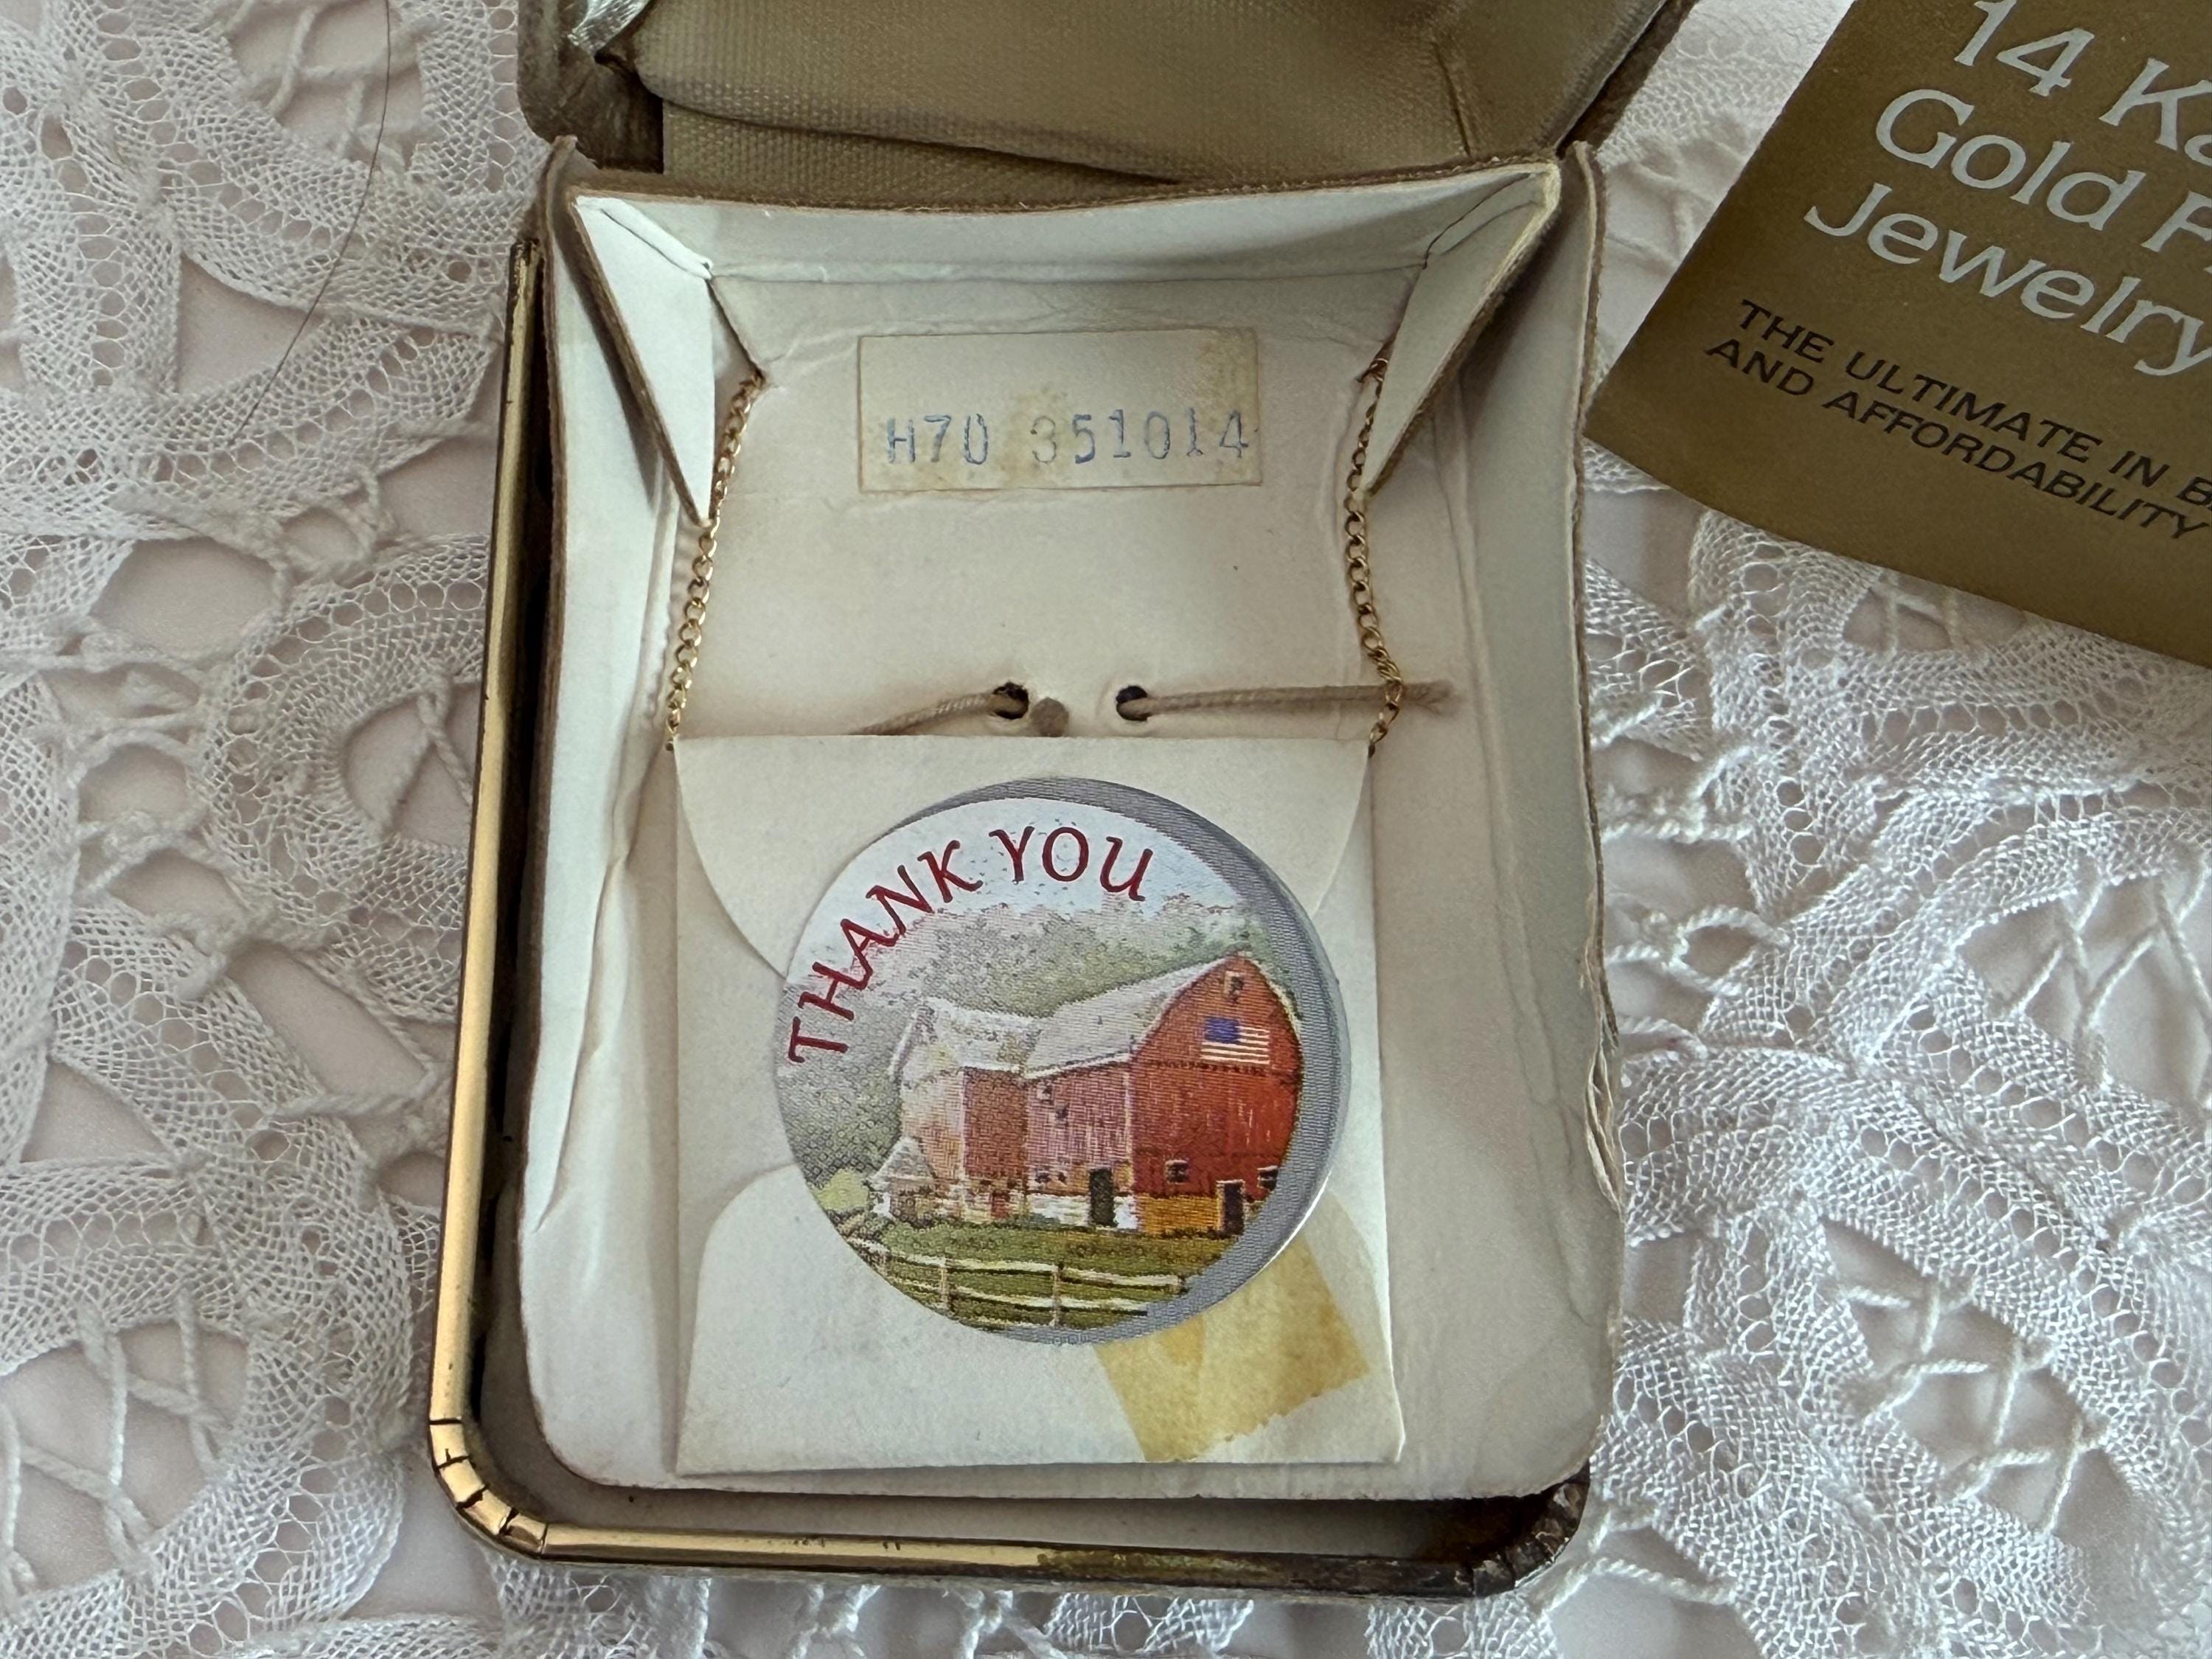 14 Ka
Gold F
Jewelry
THE ULTIMATE IN B
AND AFFORDABILITY
H70 351014
THANK YOU